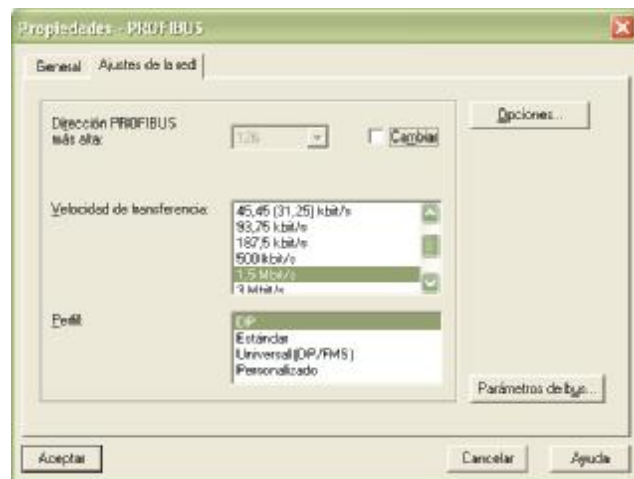 Propiedades - PROFIBUS
General Ajustes de la red
Dirección PROFIBUS
más alta:
126
Cambiar
Opciones...
Velocidad de transferencia:
45,45 (31,25) kbit/s
93,75 kbit/s
187,5 kbit/s
500 kbit/s
1,5 Mbit/s
3 Mbit/s
Perfil:
DP
Estándar
Universal (DP/FMS)
Personalizado
Parámetros de bus...
Aceptar
Cancelar
Ayuda